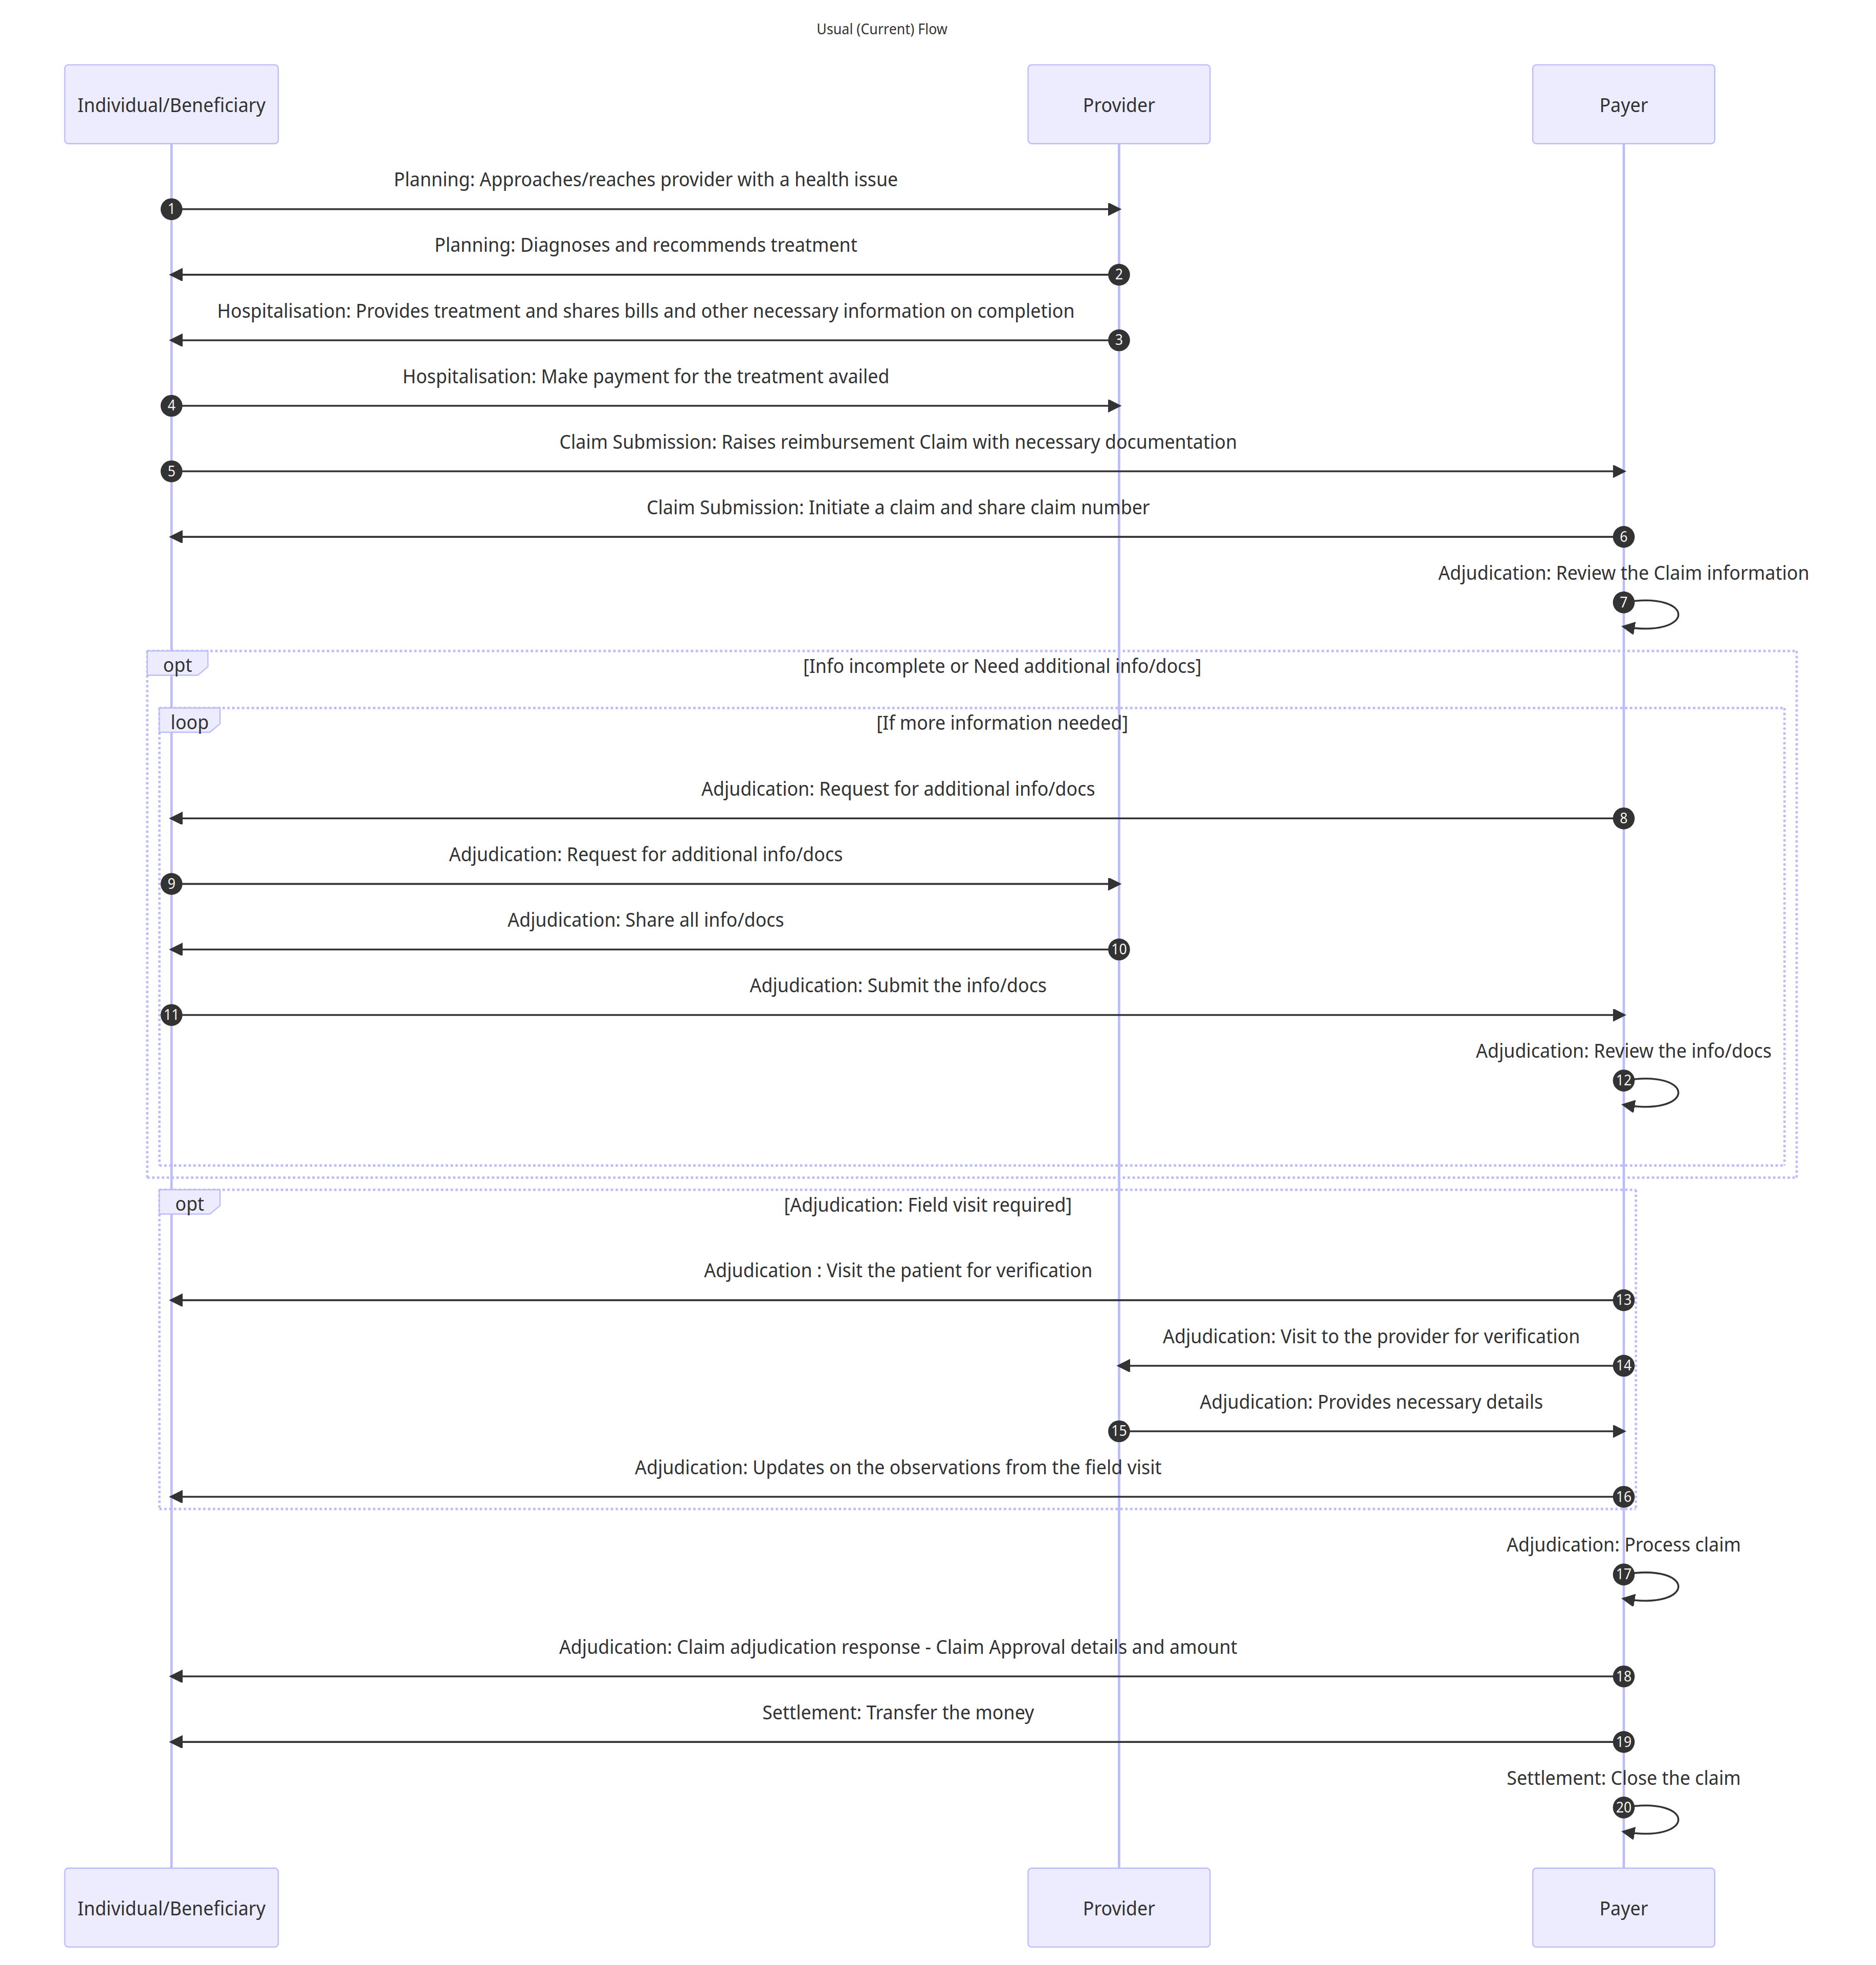 Usual (Current) Flow
Individual/Beneficiary
Provider
Payer
Planning: Approaches/reaches provider with a health issue
1
Planning: Diagnoses and recommends treatment
2
Hospitalisation: Provides treatment and shares bills and other necessary information on completion
3
Hospitalisation: Make payment for the treatment availed
4
Claim Submission: Raises reimbursement Claim with necessary documentation
5
Claim Submission: Initiate a claim and share claim number
6
Adjudication: Review the Claim information
7
opt
[Info incomplete or Need additional info/docs]
loop
[If more information needed]
Adjudication: Request for additional info/docs
8
Adjudication: Request for additional info/docs
9
Adjudication: Share all info/docs
10
Adjudication: Submit the info/docs
11
Adjudication: Review the info/docs
12
opt
[Adjudication: Field visit required]
Adjudication : Visit the patient for verification
13
Adjudication: Visit to the provider for verification
14
Adjudication: Provides necessary details
15
Adjudication: Updates on the observations from the field visit
16
Adjudication: Process claim
17
Adjudication: Claim adjudication response - Claim Approval details and amount
18
Settlement: Transfer the money
19
Settlement: Close the claim
20
Individual/Beneficiary
Provider
Payer